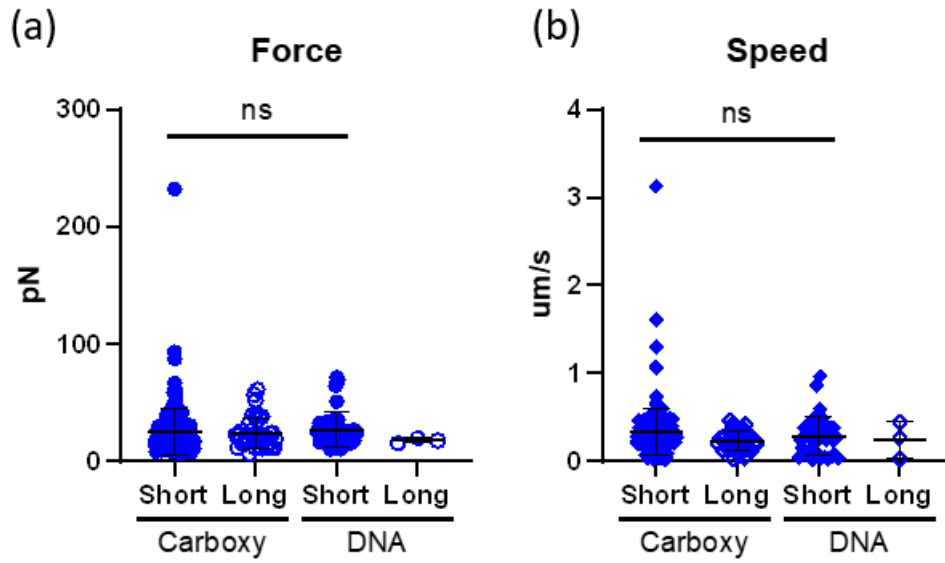 (a)
Force
ns
300
200
100
0
pN
Short Long Short Long
Carboxy DNA
(b)
Speed
ns
4
3
2
1
0
um/s
Short Long Short Long
Carboxy DNA